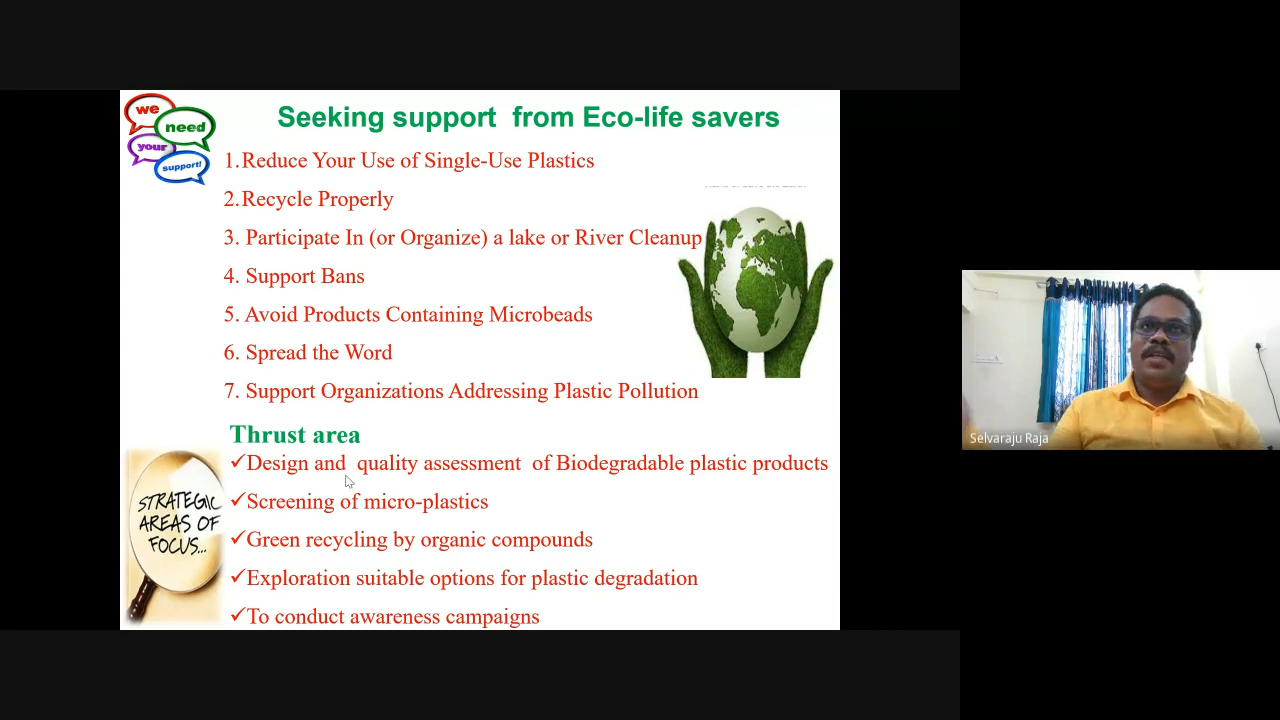 we
need
your
support!
Seeking support from Eco-life savers
1.Reduce Your Use of Single-Use Plastics
2.Recycle Properly
3. Participate In (or Organize) a lake or River Cleanup
4. Support Bans
5. Avoid Products Containing Microbeads
6. Spread the Word
7. Support Organizations Addressing Plastic Pollution
Thrust area
✓Design and quality assessment of Biodegradable plastic products
✓Screening of micro-plastics
✓Green recycling by organic compounds
✓Exploration suitable options for plastic degradation
✓To conduct awareness campaigns
STRATEGIC
AREAS OF
FOCUS...
Selvaraju Raja